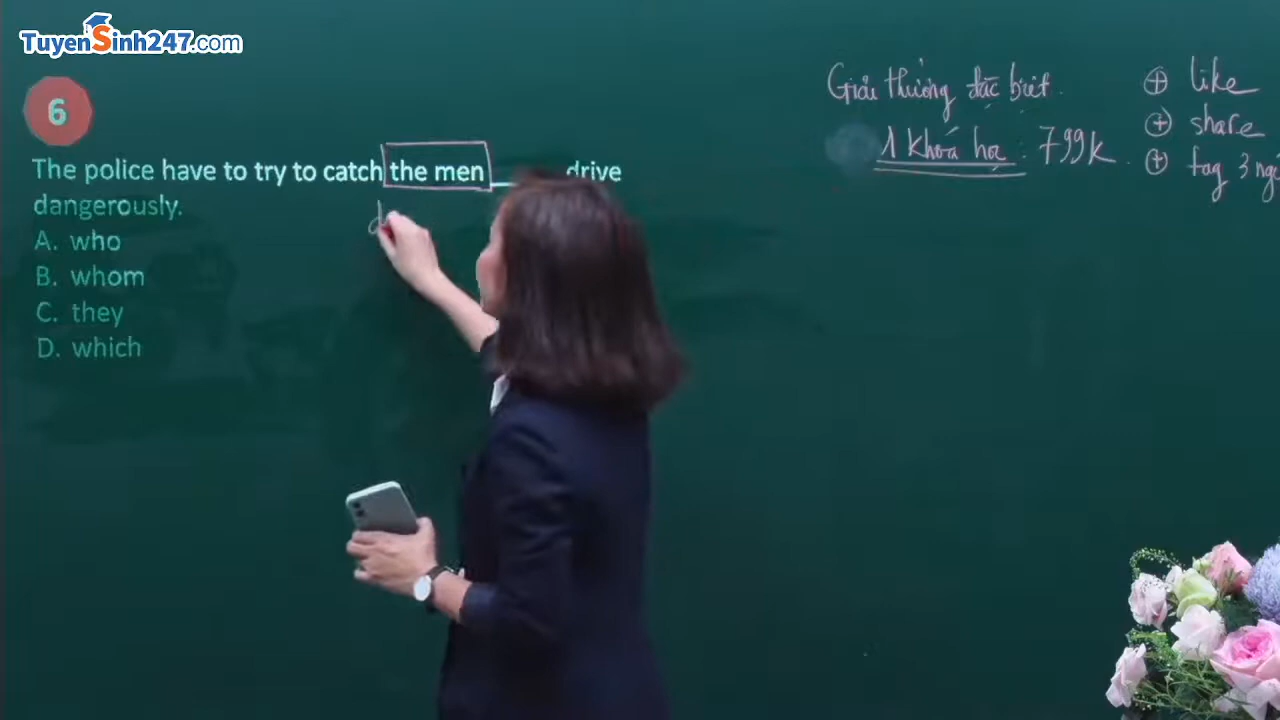 TuyenSinh247.com
6
The police have to try to catch the men __ drive
dangerously.
A. who
B. whom
C. they
D. which
Giải thưởng đặc biệt.
1 khoá học : 799k.
+ like
+ share
+ tag 3